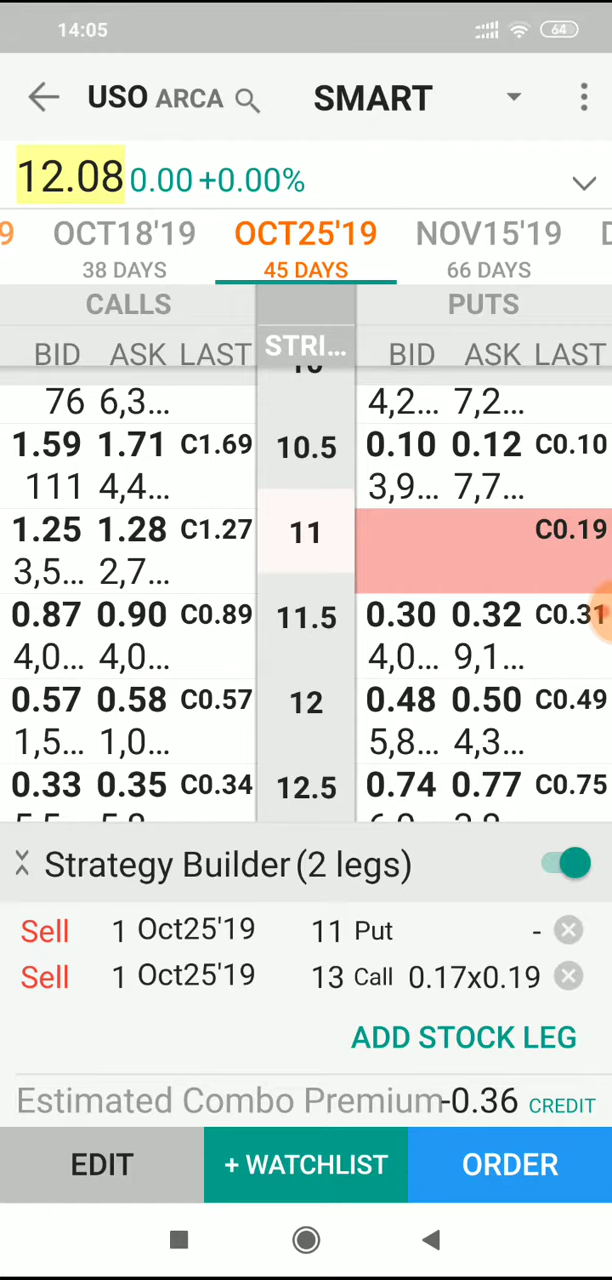 14:05 64
← USO ARCA SMART
12.08 0.00 +0.00%
9 OCT18'19 OCT25'19 NOV15'19 D
38 DAYS 45 DAYS 66 DAYS
CALLS PUTS
BID ASK LAST STRI... BID ASK LAST
10
76 6,3... 4,2... 7,2...
1.59 1.71 C1.69 10.5 0.10 0.12 C0.10
111 4,4... 3,9... 7,7...
1.25 1.28 C1.27 11 C0.19
3,5... 2,7...
0.87 0.90 C0.89 11.5 0.30 0.32 C0.31
4,0... 4,0... 4,0... 9,1...
0.57 0.58 C0.57 12 0.48 0.50 C0.49
1,5... 1,0... 5,8... 4,3...
0.33 0.35 C0.34 12.5 0.74 0.77 C0.75
Strategy Builder (2 legs)
Sell 1 Oct25'19 11 Put -
Sell 1 Oct25'19 13 Call 0.17x0.19
ADD STOCK LEG
Estimated Combo Premium -0.36 CREDIT
EDIT + WATCHLIST ORDER